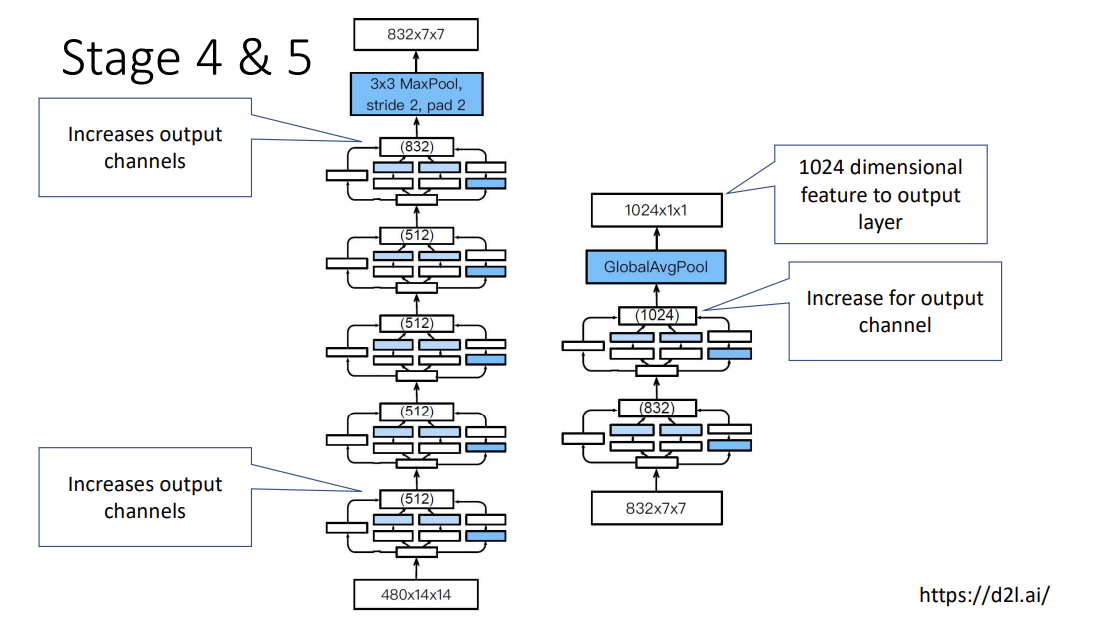 Stage 4 & 5
832x7x7
3x3 MaxPool,
stride 2, pad 2
Increases output
channels
(832)
(512)
(512)
(512)
(512)
Increases output
channels
480x14x14
1024 dimensional
feature to output
layer
1024x1x1
GlobalAvgPool
Increase for output
channel
(1024)
(832)
832x7x7
https://d2l.ai/